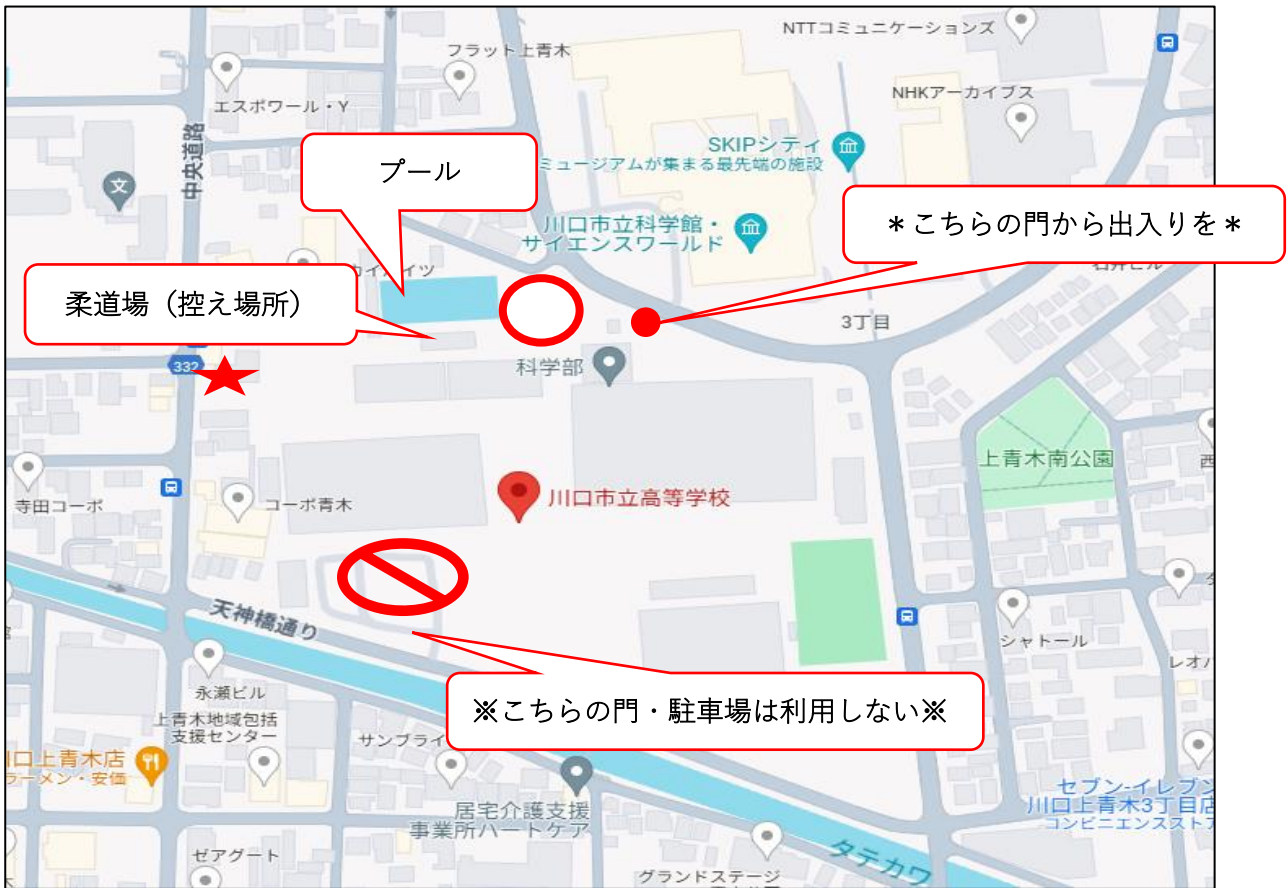 NTTコミュニケーションズ
フラット上青木
エスポワール・Y
NHKアーカイブス
中央道路
SKIPシティ
ミュージアムが集まる最先端の施設
プール
文
*こちらの門から出入りを*
川口市立科学館・
サイエンスワールド
柔道場（控え場所）
3丁目
332
科学部
上青木南公園
川口市立高等学校
寺田コーポ
コーポ青木
天神橋通り
シャトール
永瀬ビル
※こちらの門・駐車場は利用しない※
上青木地域包括
支援センター
サンブライ
口上青木店
ラーメン・安価
居宅介護支援
事業所ハートケア
セブン-イレブン
川口上青木3丁目店
コンビニエンススト
ゼアグート
タテカワ
グランドステージ